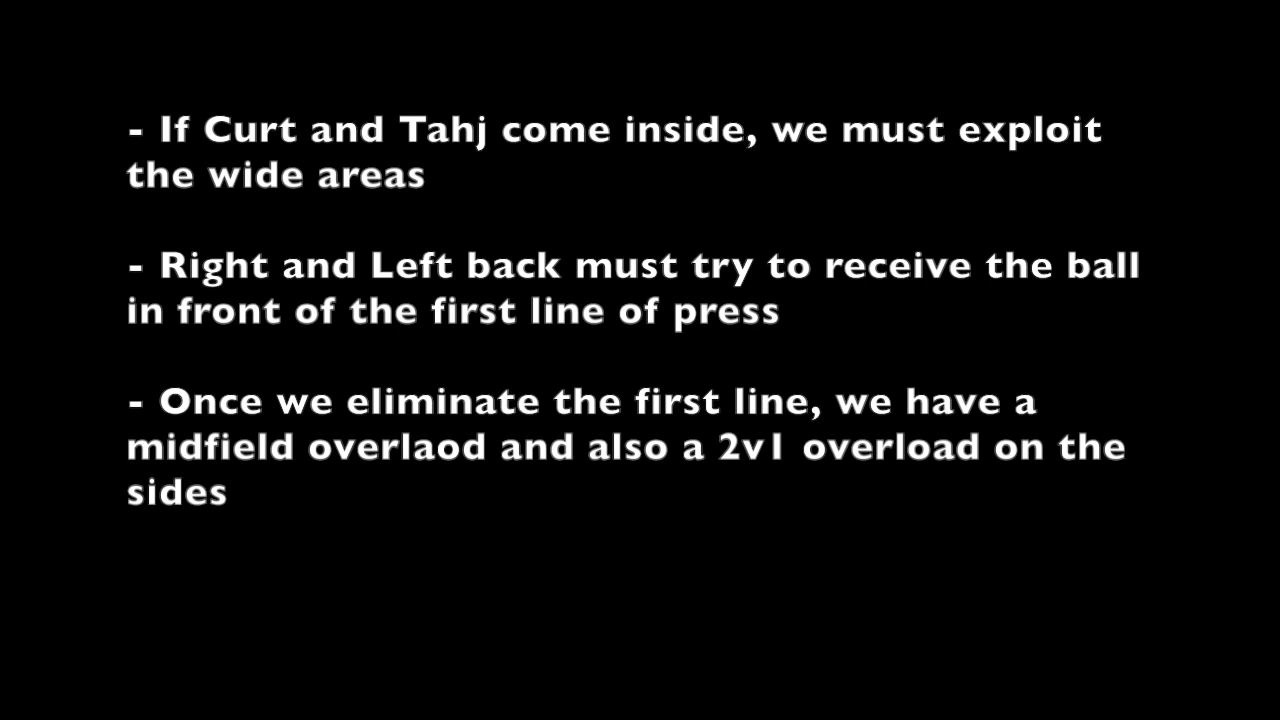 - If Curt and Tahj come inside, we must exploit
the wide areas
- Right and Left back must try to receive the ball
in front of the first line of press
- Once we eliminate the first line, we have a
midfield overlaod and also a 2v1 overload on the
sides